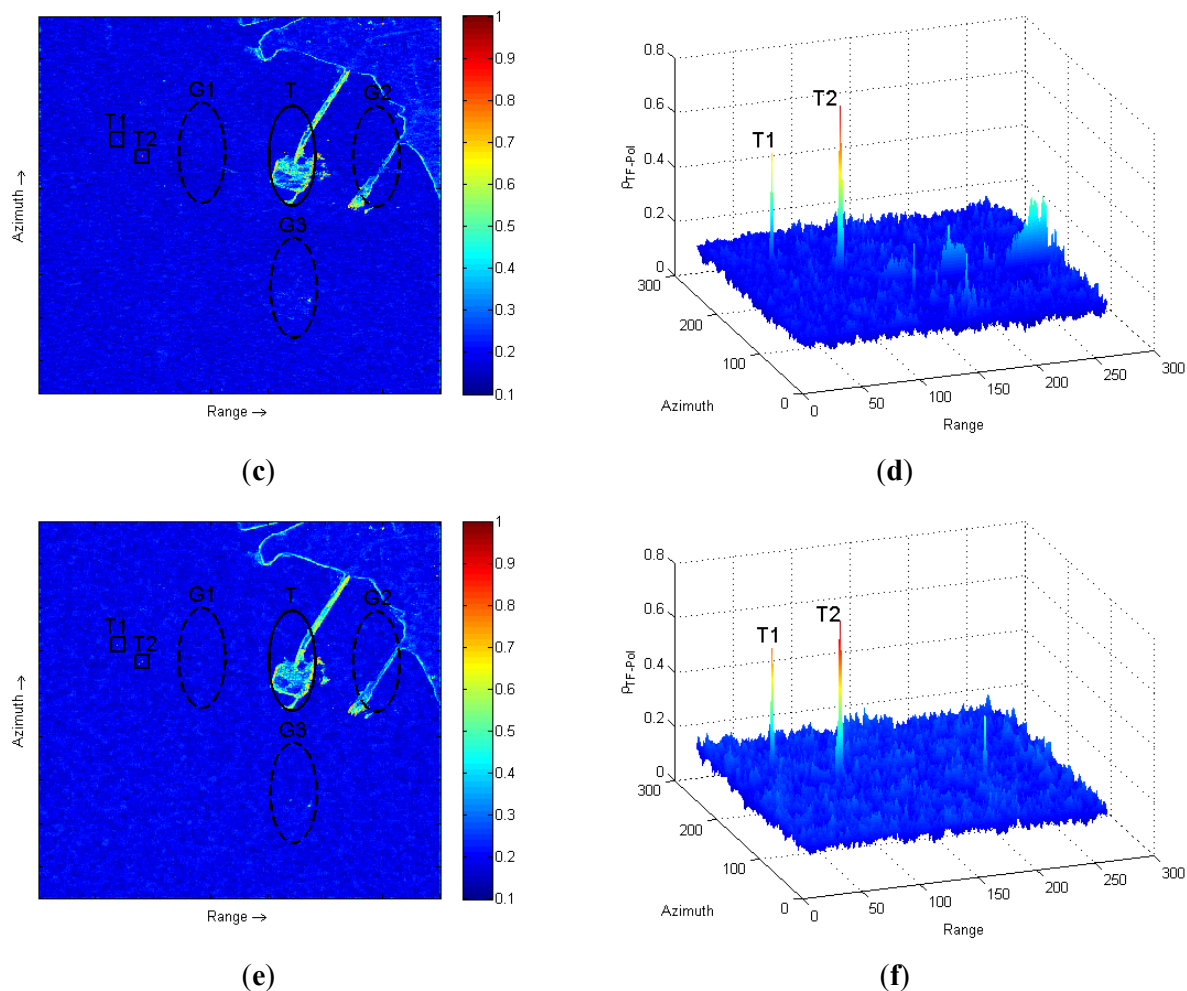 1
0.9
0.8
0.7
0.6
0.5
0.4
0.3
0.2
0.1
G1
T
G2
T1
T2
G3
Azimuth →
Range →
(c)
0.8
0.6
0.4
0.2
0
ρTF-Pol
T1
T2
300
200
100
0
Azimuth
0
50
100
150
200
250
300
Range
(d)
1
0.9
0.8
0.7
0.6
0.5
0.4
0.3
0.2
0.1
G1
T
G2
T1
T2
G3
Azimuth →
Range →
(e)
0.8
0.6
0.4
0.2
0
ρTF-Pol
T1
T2
300
200
100
0
Azimuth
0
50
100
150
200
250
300
Range
(f)